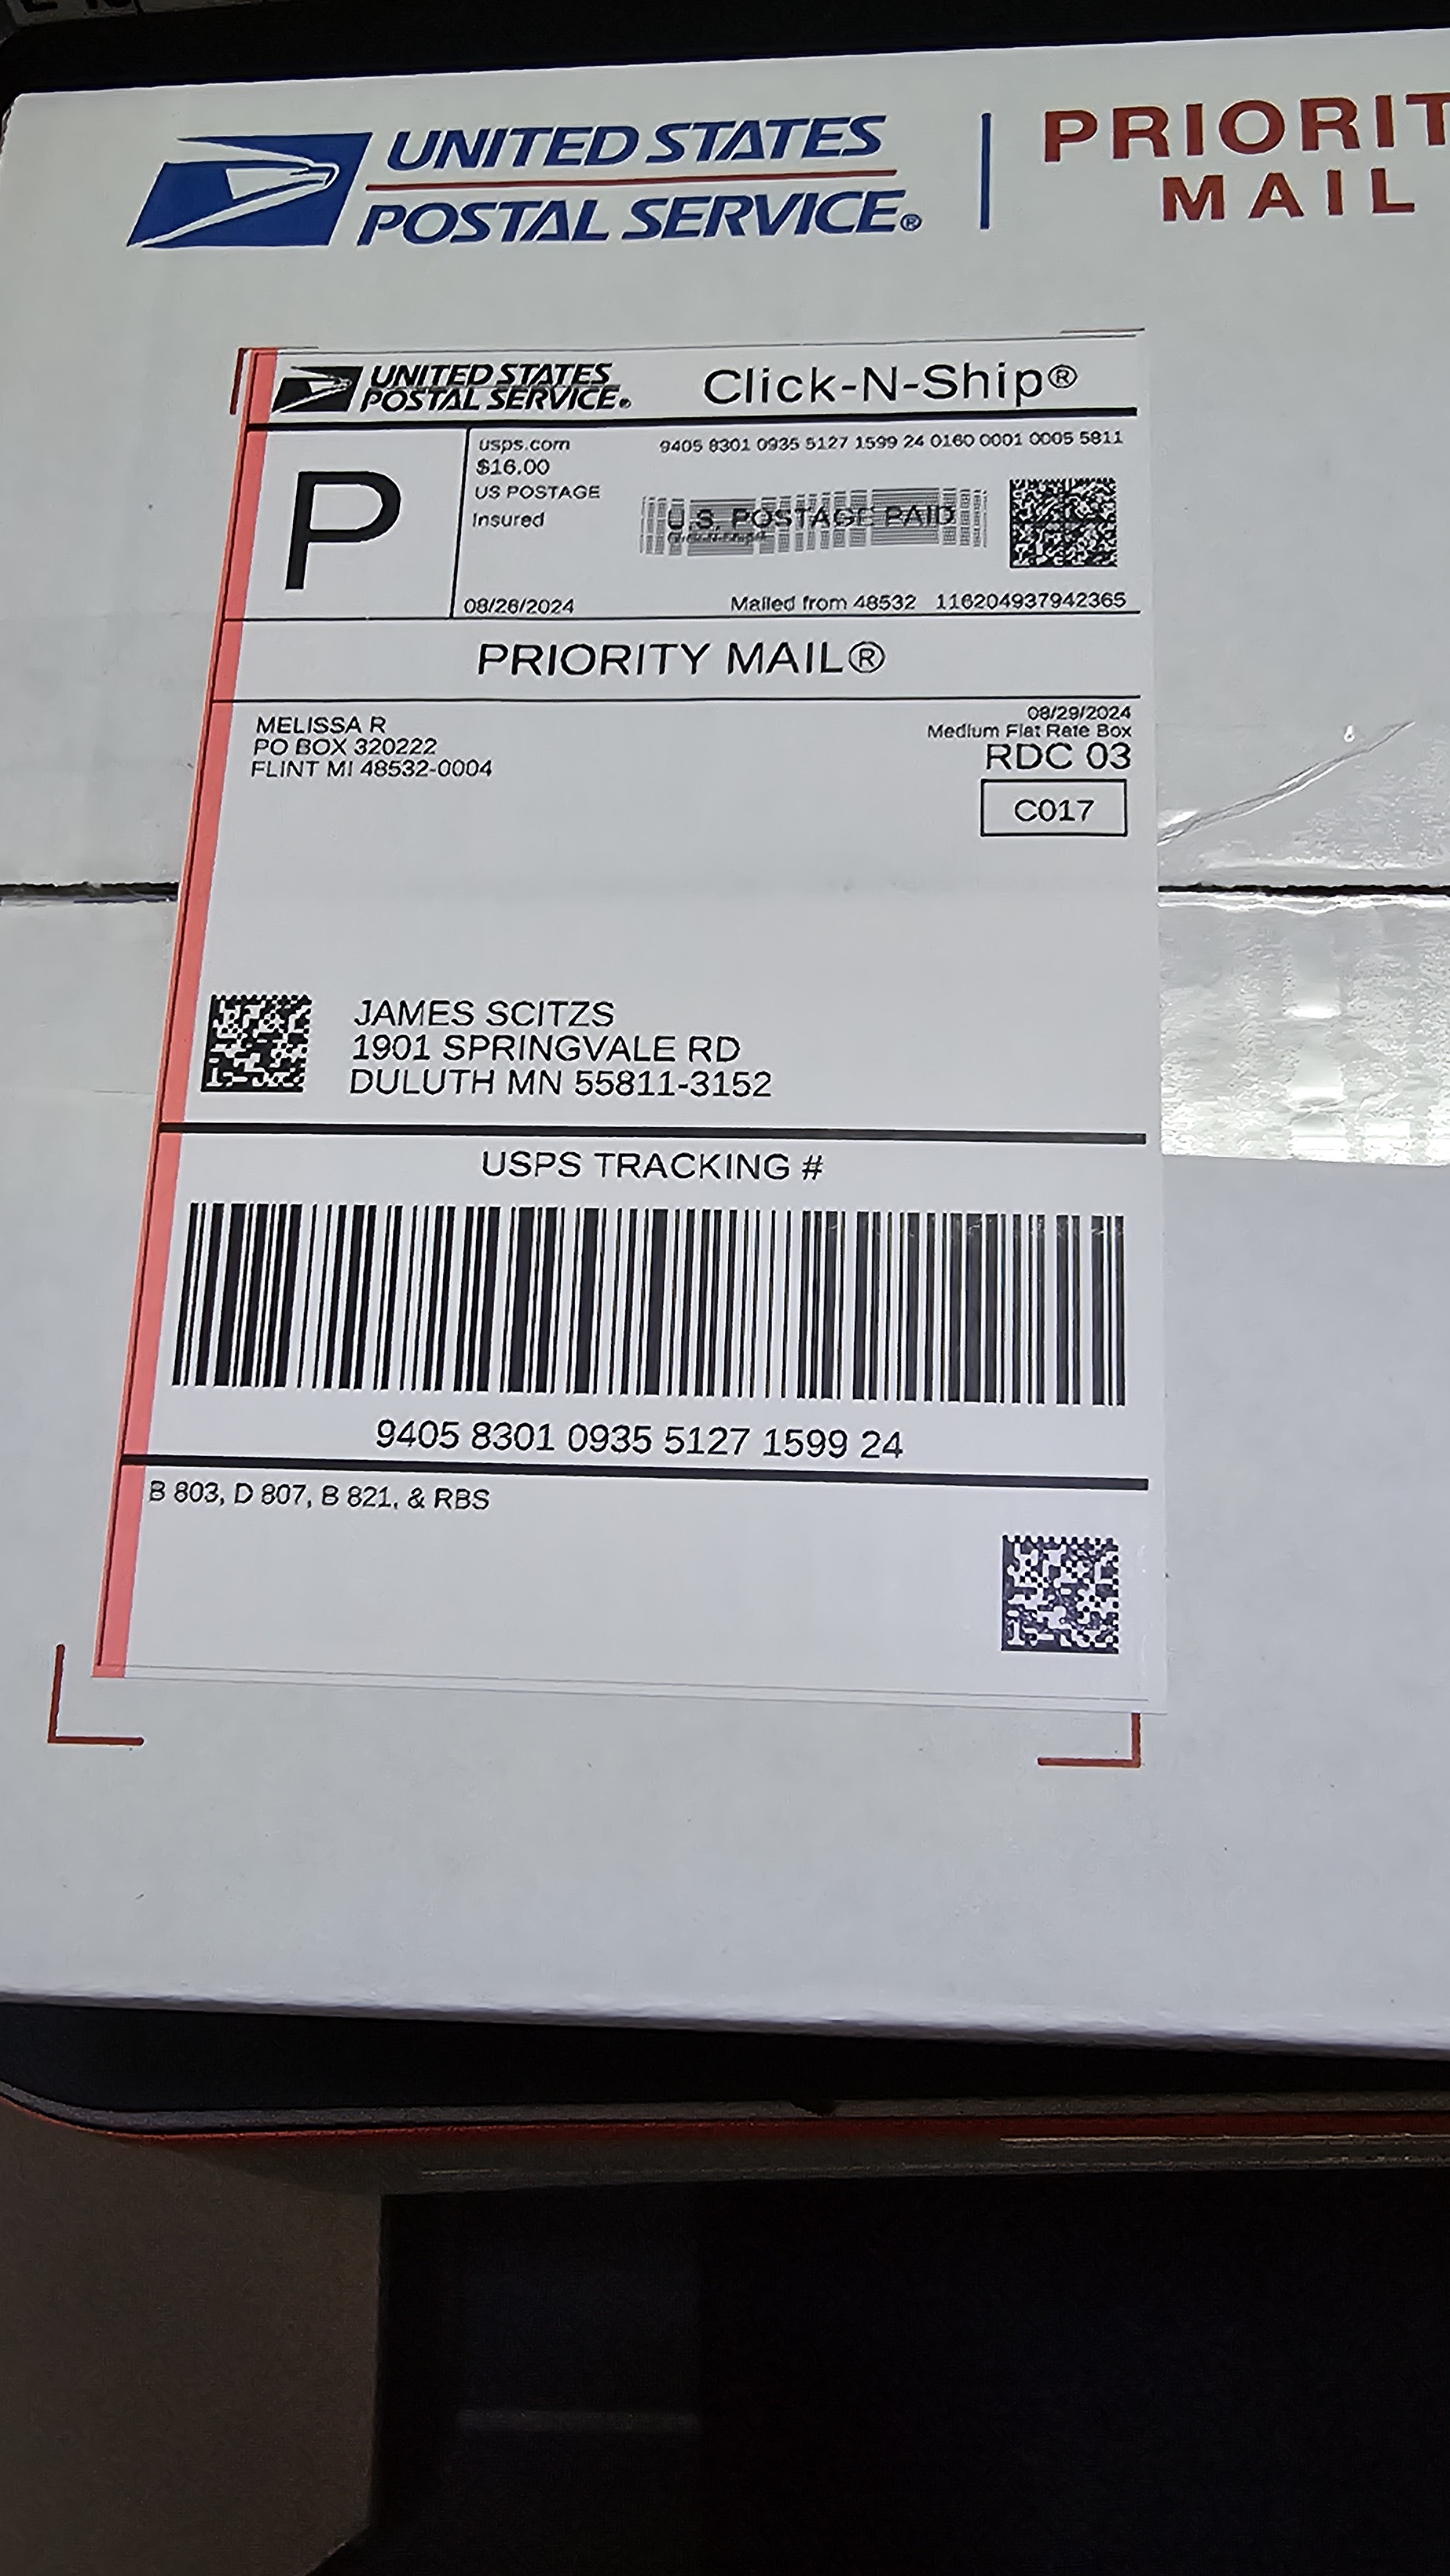 UNITED STATES
POSTAL SERVICE®
PRIORIT
MAIL
UNITED STATES
POSTAL SERVICE®
Click-N-Ship®
P
usps.com
$16.00
US POSTAGE
Insured
08/26/2024
9405 8301 0935 5127 1599 24 0160 0001 0005 5811
U.S. POSTAGE PAID
Mailed from 48532 116204937942365
PRIORITY MAIL®
MELISSA R
PO BOX 320222
FLINT MI 48532-0004
08/29/2024
Medium Flat Rate Box
RDC 03
C017
JAMES SCITZS
1901 SPRINGVALE RD
DULUTH MN 55811-3152
USPS TRACKING #
9405 8301 0935 5127 1599 24
B 803, D 807, B 821, & RBS